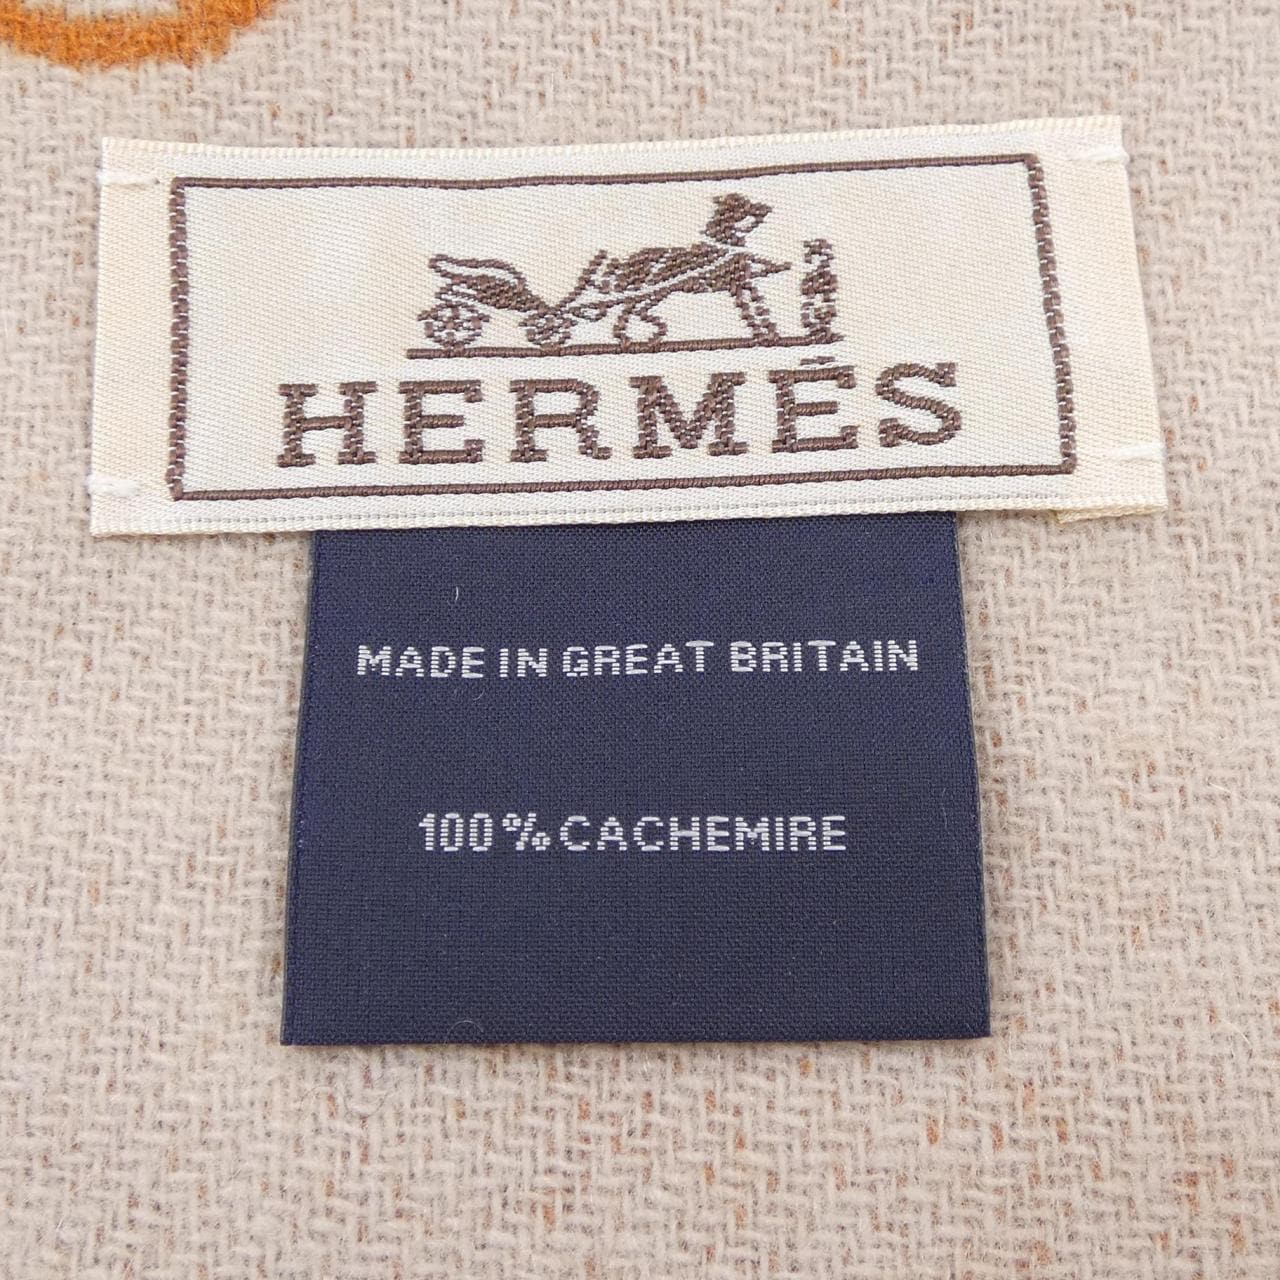 HERMÈS
MADE IN GREAT BRITAIN
100% CACHEMIRE